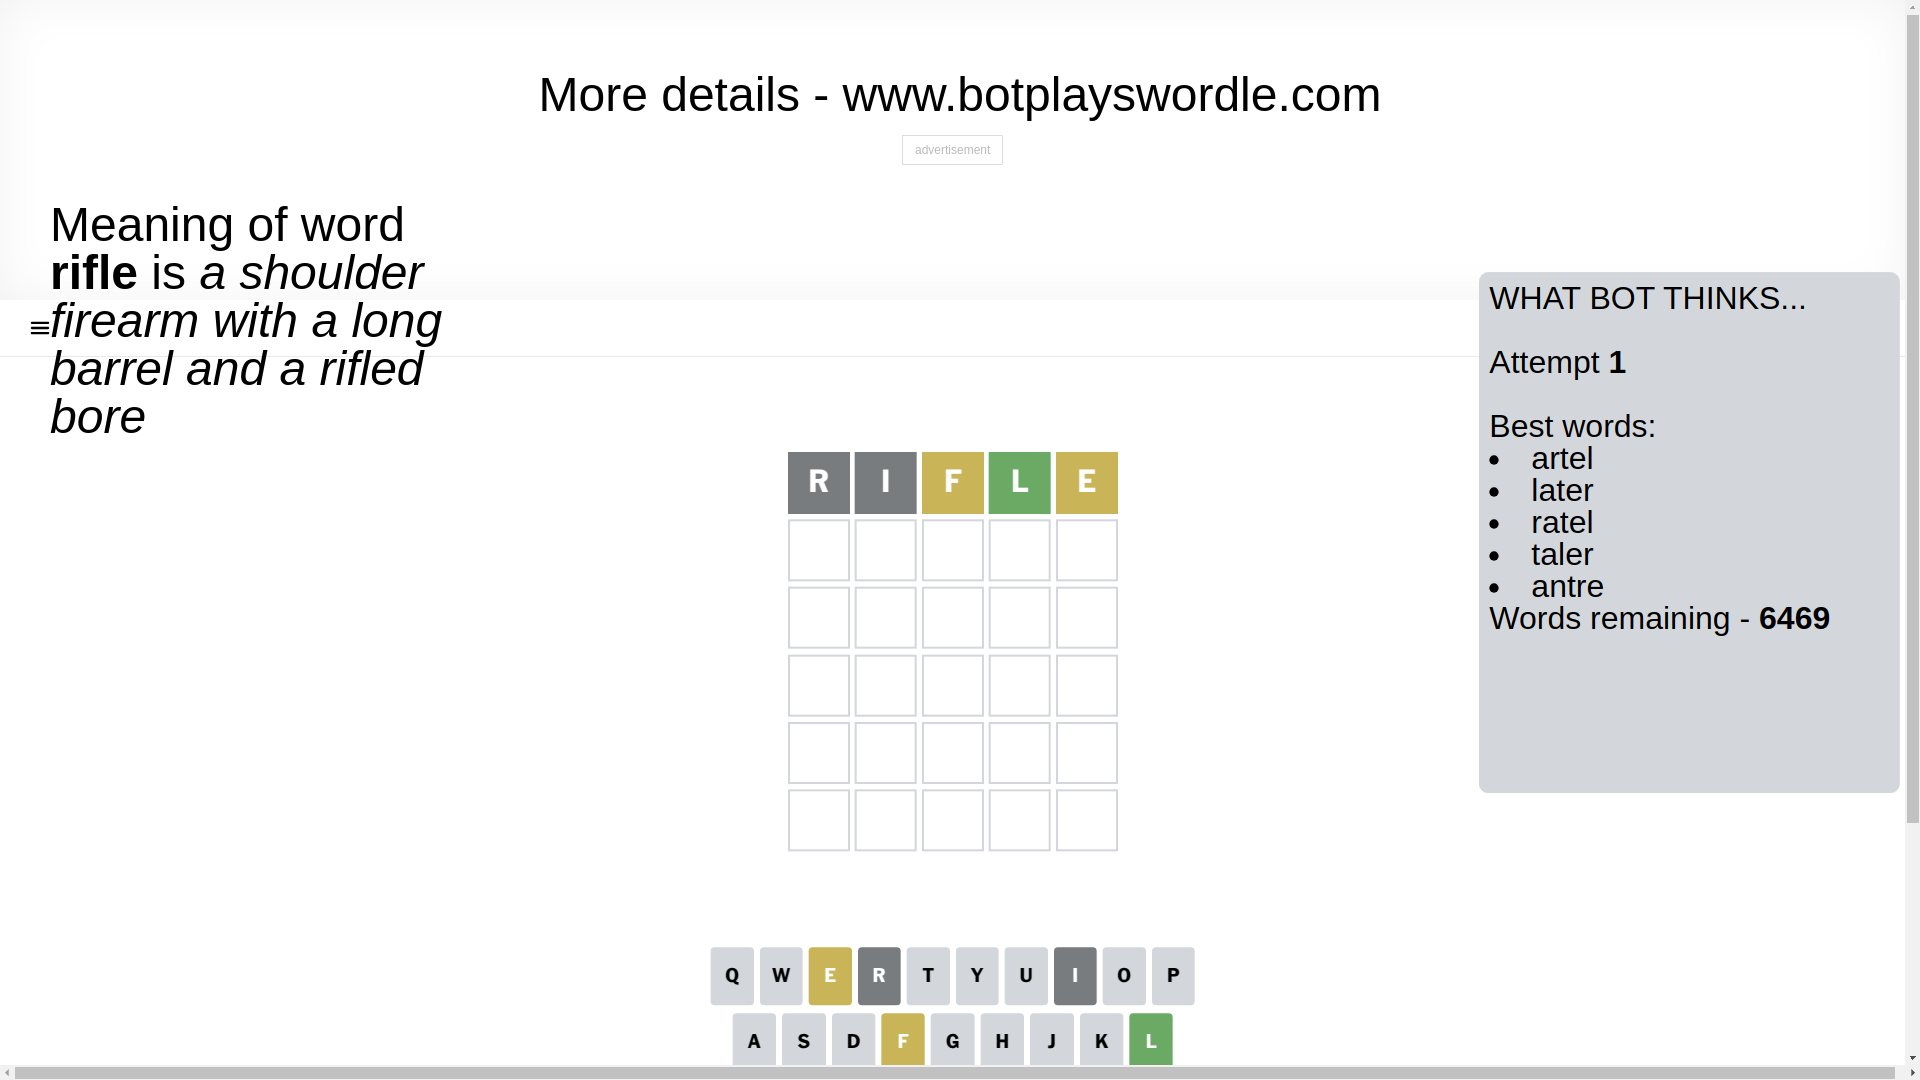 More details - www.botplayswordle.com
advertisement
Meaning of word
rifle is a shoulder
firearm with a long
barrel and a rifled
bore
WHAT BOT THINKS...
Attempt 1
Best words:
artel
later
ratel
taler
antre
Words remaining - 6469
R I F L E
Q W E R T Y U I O P
A S D F G H J K L